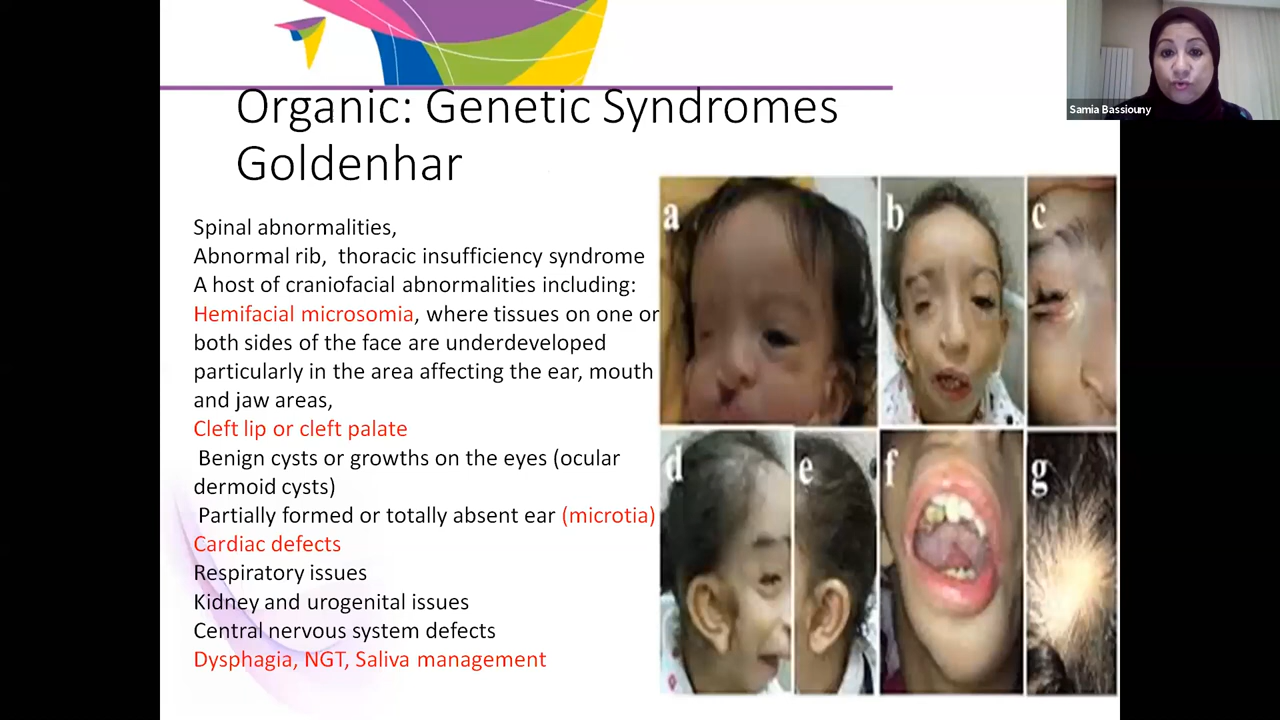 Samia Bassiouny
Organic: Genetic Syndromes
Goldenhar
Spinal abnormalities,
Abnormal rib, thoracic insufficiency syndrome
A host of craniofacial abnormalities including:
Hemifacial microsomia, where tissues on one or
both sides of the face are underdeveloped
particularly in the area affecting the ear, mouth
and jaw areas,
Cleft lip or cleft palate
Benign cysts or growths on the eyes (ocular
dermoid cysts)
Partially formed or totally absent ear (microtia)
Cardiac defects
Respiratory issues
Kidney and urogenital issues
Central nervous system defects
Dysphagia, NGT, Saliva management
a
b
c
d
e
f
g